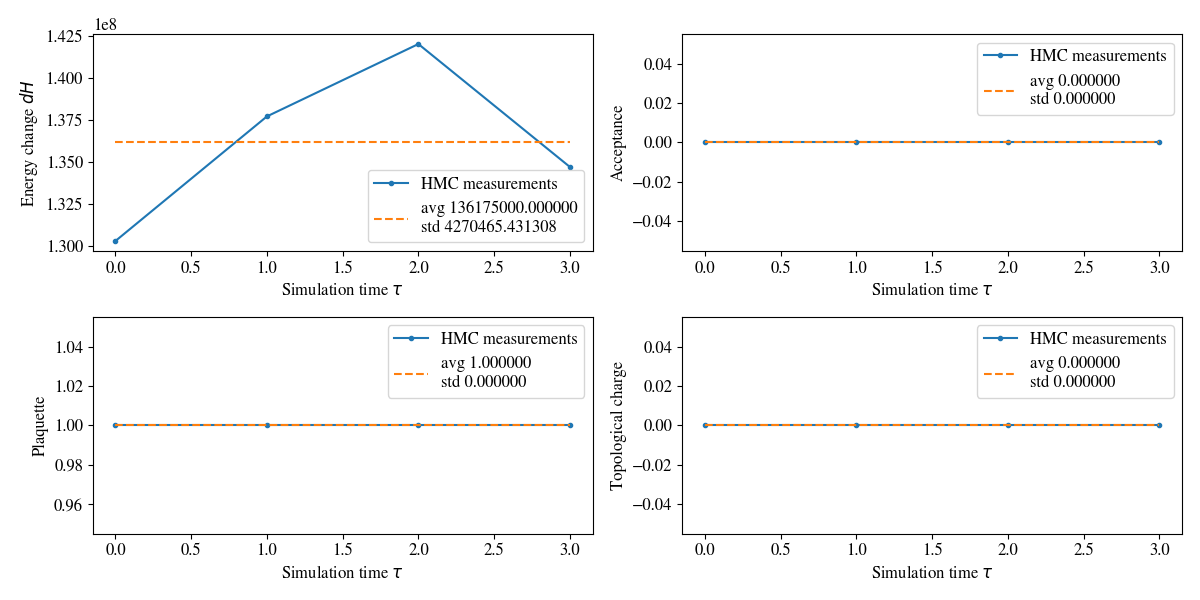 1e8
1.425
1.400
1.375
1.350
1.325
1.300
Energy change dH
HMC measurements
avg 136175000.000000
std 4270465.431308
0.0 0.5 1.0 1.5 2.0 2.5 3.0
Simulation time τ
0.04
0.02
0.00
−0.02
−0.04
Acceptance
HMC measurements
avg 0.000000
std 0.000000
0.0 0.5 1.0 1.5 2.0 2.5 3.0
Simulation time τ
1.04
1.02
1.00
0.98
0.96
Plaquette
HMC measurements
avg 1.000000
std 0.000000
0.0 0.5 1.0 1.5 2.0 2.5 3.0
Simulation time τ
0.04
0.02
0.00
−0.02
−0.04
Topological charge
HMC measurements
avg 0.000000
std 0.000000
0.0 0.5 1.0 1.5 2.0 2.5 3.0
Simulation time τ